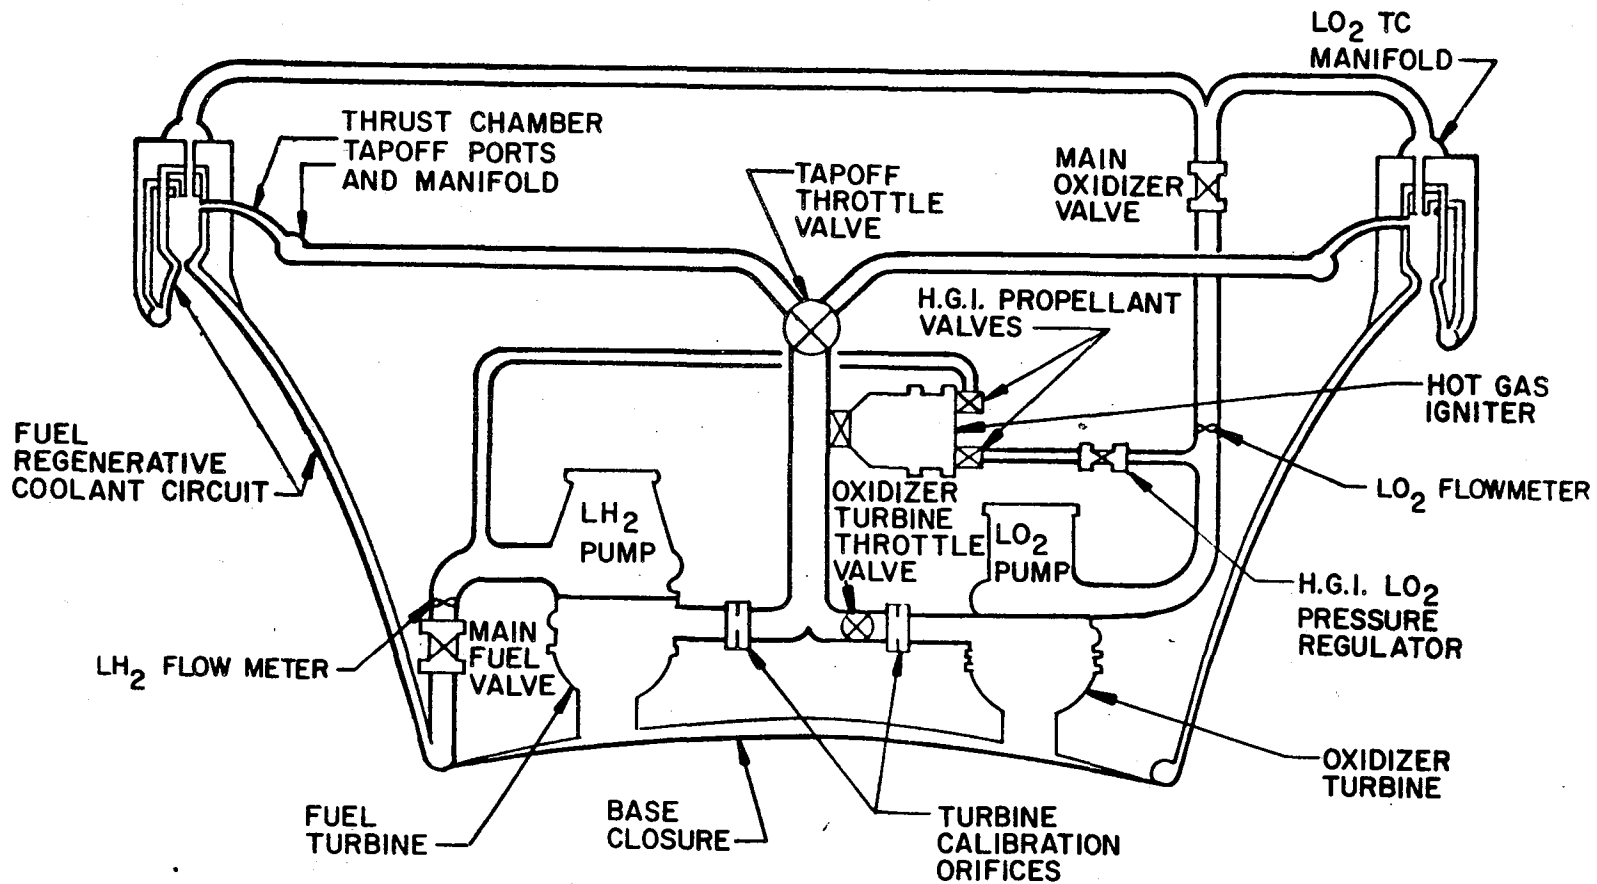 LO2 TC
MANIFOLD
THRUST CHAMBER
TAPOFF PORTS
AND MANIFOLD
TAPOFF
THROTTLE
VALVE
MAIN
OXIDIZER
VALVE
H.G.I. PROPELLANT
VALVES
HOT GAS
IGNITER
FUEL
REGENERATIVE
COOLANT CIRCUIT
LH2
PUMP
OXIDIZER
TURBINE
THROTTLE
VALVE
LO2
PUMP
LO2 FLOWMETER
H.G.I. LO2
PRESSURE
REGULATOR
LH2 FLOW METER
MAIN
FUEL
VALVE
OXIDIZER
TURBINE
FUEL
TURBINE
BASE
CLOSURE
TURBINE
CALIBRATION
ORIFICES